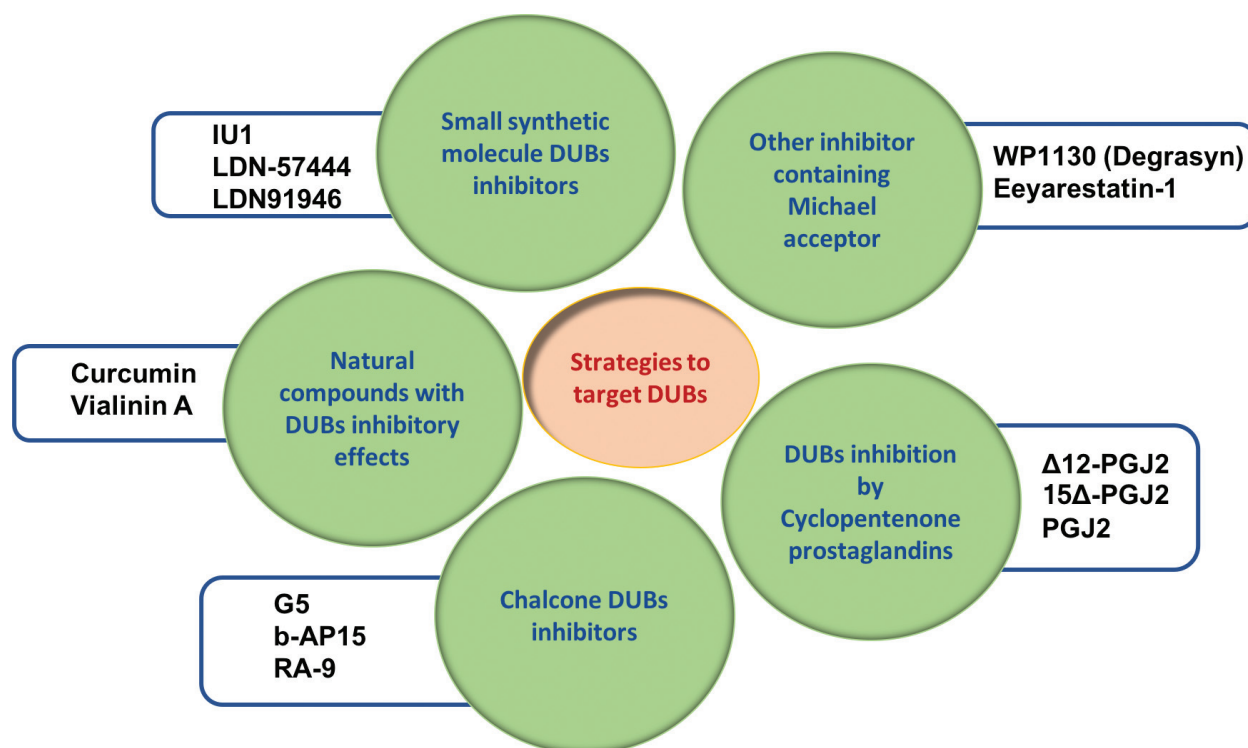 IU1
LDN-57444
LDN91946
Small synthetic
molecule DUBs
inhibitors
Other inhibitor
containing
Michael
acceptor
WP1130 (Degrasyn)
Eeyarestatin-1
Curcumin
Vialinin A
Natural
compounds with
DUBs inhibitory
effects
Strategies to
target DUBs
DUBs inhibition
by
Cyclopentenone
prostaglandins
Δ12-PGJ2
15Δ-PGJ2
PGJ2
G5
b-AP15
RA-9
Chalcone DUBs
inhibitors